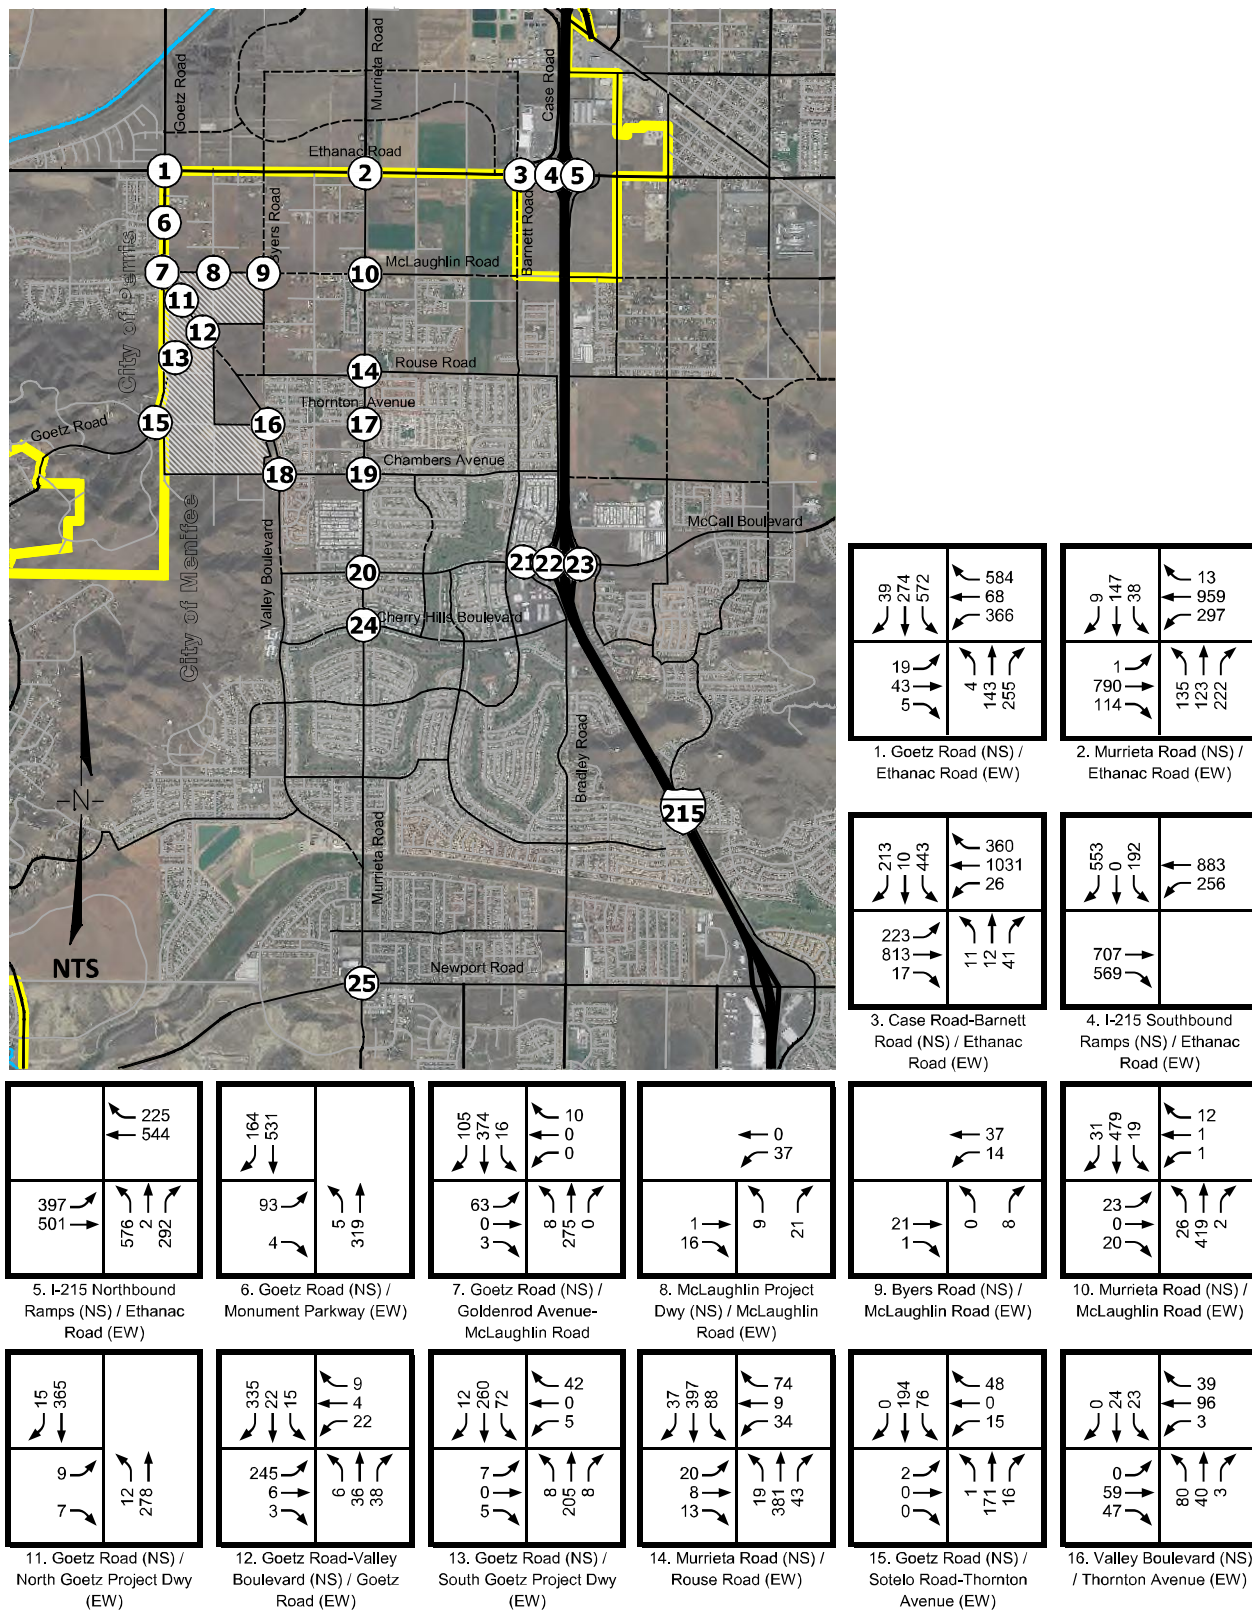 Goetz Road
Murrieta Road
Case Road
Ethanac Road
1
2
3
4
5
6
Byers Road
Barnett Road
City of Perris
7
8
9
10
McLaughlin Road
11
12
13
14
Rouse Road
Thornton Avenue
15
Goetz Road
16
17
18
19
Chambers Avenue
McCall Boulevard
City of Menifee
Valley Boulevard
20
21
22
23
24
Cherry Hills Boulevard
Bradley Road
N
215
Murrieta Road
NTS
Newport Road
25
39 274 572
584
68
366
19
43
5
4 143 255
1. Goetz Road (NS) /
Ethanac Road (EW)
9 147 38
13
959
297
1
790
114
135 123 222
2. Murrieta Road (NS) /
Ethanac Road (EW)
213 10 443
360
1031
26
223
813
17
11 12 41
3. Case Road-Barnett
Road (NS) / Ethanac
Road (EW)
553 0 192
883
256
707
569
4. I-215 Southbound
Ramps (NS) / Ethanac
Road (EW)
225
544
397
501
576 2 292
5. I-215 Northbound
Ramps (NS) / Ethanac
Road (EW)
164 531
93
4
5 319
6. Goetz Road (NS) /
Monument Parkway (EW)
105 374 16
10
0
0
63
0
3
8 275 0
7. Goetz Road (NS) /
Goldenrod Avenue-
McLaughlin Road
0
37
1
16
9 21
8. McLaughlin Project
Dwy (NS) / McLaughlin
Road (EW)
37
14
21
1
0 8
9. Byers Road (NS) /
McLaughlin Road (EW)
31 479 19
12
1
1
23
0
20
26 419 2
10. Murrieta Road (NS) /
McLaughlin Road (EW)
15 365
9
7
12 278
11. Goetz Road (NS) /
North Goetz Project Dwy
(EW)
335 22 15
9
4
22
245
6
3
6 36 38
12. Goetz Road-Valley
Boulevard (NS) / Goetz
Road (EW)
12 260 72
42
0
5
7
0
5
8 205 8
13. Goetz Road (NS) /
South Goetz Project Dwy
(EW)
37 397 88
74
9
34
20
8
13
19 381 43
14. Murrieta Road (NS) /
Rouse Road (EW)
0 194 76
48
0
15
2
0
0
1 171 16
15. Goetz Road (NS) /
Sotelo Road-Thornton
Avenue (EW)
0 24 23
39
96
3
0
59
47
80 40 3
16. Valley Boulevard (NS)
/ Thornton Avenue (EW)